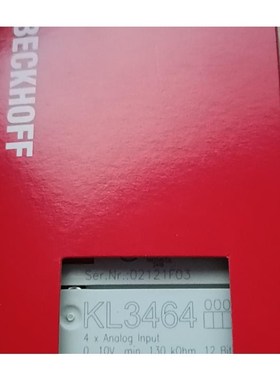 BECKHOFF
Ser.Nr.:02121F03
KL3464
4 x Analog Input
0...10V min. 130 kOhm 12 Bit